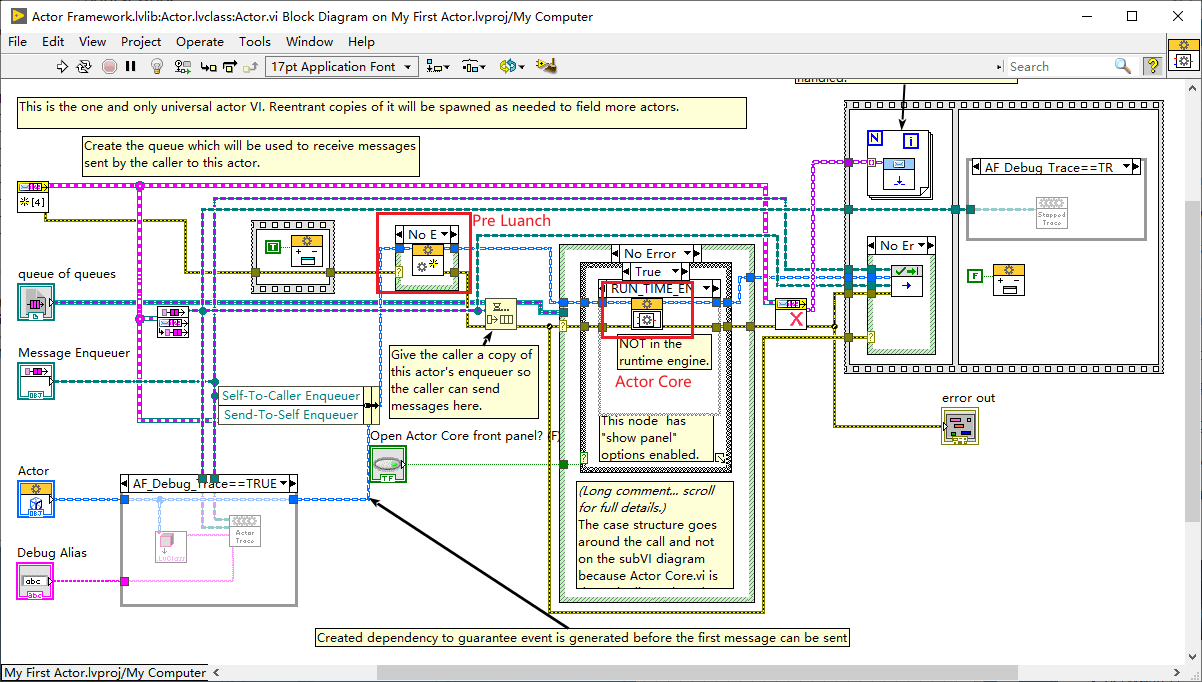 Actor Framework.lvlib:Actor.lvclass:Actor.vi Block Diagram on My First Actor.lvproj/My Computer
File Edit View Project Operate Tools Window Help
17pt Application Font
Search
handled.
This is the one and only universal actor VI. Reentrant copies of it will be spawned as needed to field more actors.
Create the queue which will be used to receive messages
sent by the caller to this actor.
[4]
N
i
AF_Debug_Trace==TR
Stopped
Trace
Pre Luanch
No E
T
No Error
True
RUN_TIME_EN
No Er
F
queue of queues
Message Enqueuer
OBJ
Give the caller a copy of
this actor's enqueuer so
the caller can send
messages here.
NOT in the
runtime engine.
Actor Core
This node has
"show panel"
options enabled.
X
error out
Self-To-Caller Enqueuer
Send-To-Self Enqueuer
Open Actor Core front panel? (F)
TF
Actor
OBJ
AF_Debug_Trace==TRUE
Actor
Trace
LvClass
Debug Alias
abc
abc
(Long comment... scroll
for full details.)
The case structure goes
around the call and not
on the subVI diagram
because Actor Core.vi is
Created dependency to guarantee event is generated before the first message can be sent
My First Actor.lvproj/My Computer